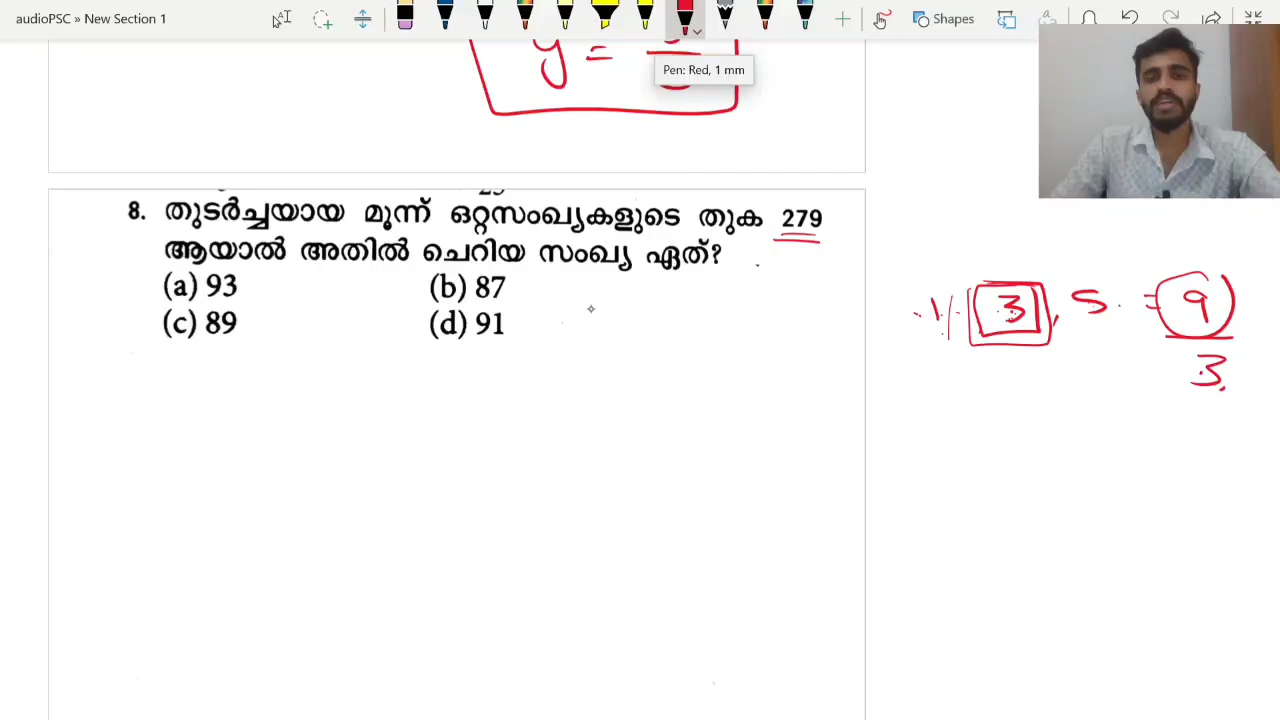 audioPSC » New Section 1
Shapes
y =
Pen: Red, 1 mm
8. തുടർച്ചയായ മൂന്ന് ഒറ്റസംഖ്യകളുടെ തുക 279
ആയാൽ അതിൽ ചെറിയ സംഖ്യ ഏത്?
(a) 93 (b) 87
(c) 89 (d) 91
1, 3, 5 = 9
3